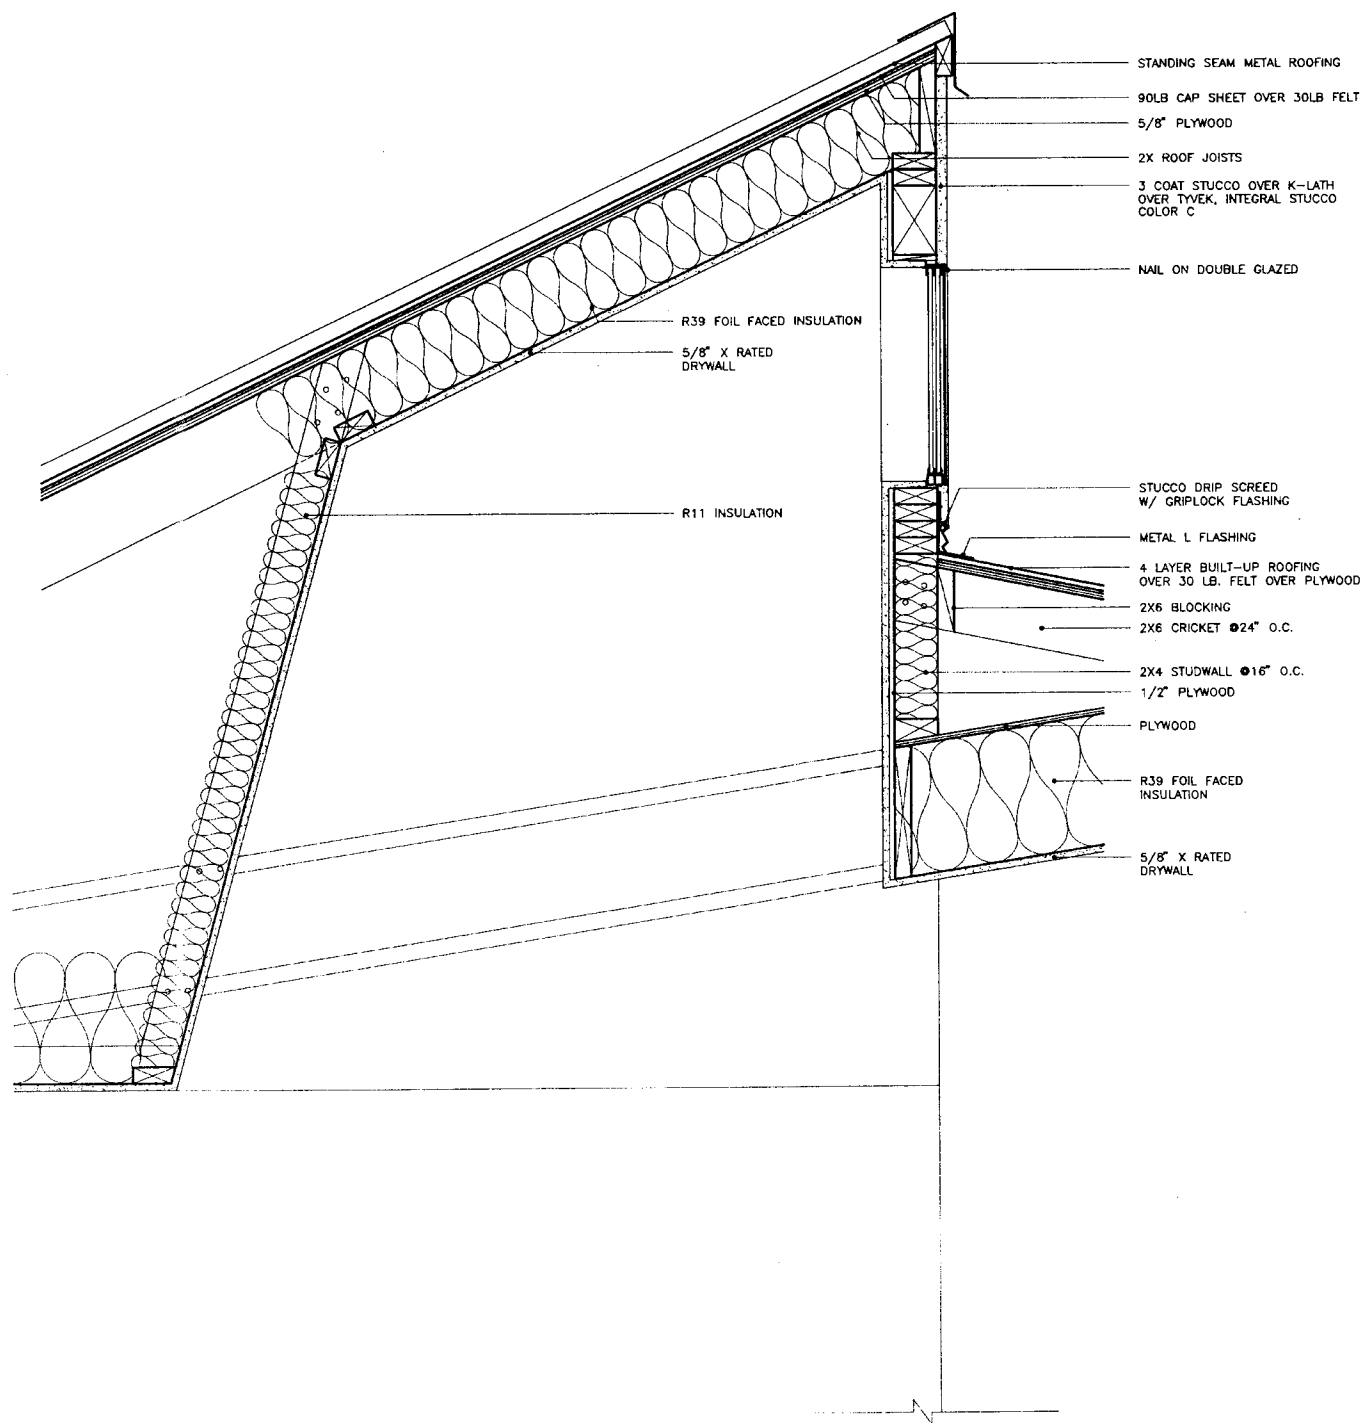 STANDING SEAM METAL ROOFING
90LB CAP SHEET OVER 30LB FELT
5/8" PLYWOOD
2X ROOF JOISTS
3 COAT STUCCO OVER K-LATH
OVER TYVEK, INTEGRAL STUCCO
COLOR C
NAIL ON DOUBLE GLAZED
R39 FOIL FACED INSULATION
5/8" X RATED
DRYWALL
R11 INSULATION
STUCCO DRIP SCREED
W/ GRIPLOCK FLASHING
METAL L FLASHING
4 LAYER BUILT-UP ROOFING
OVER 30 LB. FELT OVER PLYWOOD
2X6 BLOCKING
2X6 CRICKET @24" O.C.
2X4 STUDWALL @16" O.C.
1/2" PLYWOOD
PLYWOOD
R39 FOIL FACED
INSULATION
5/8" X RATED
DRYWALL